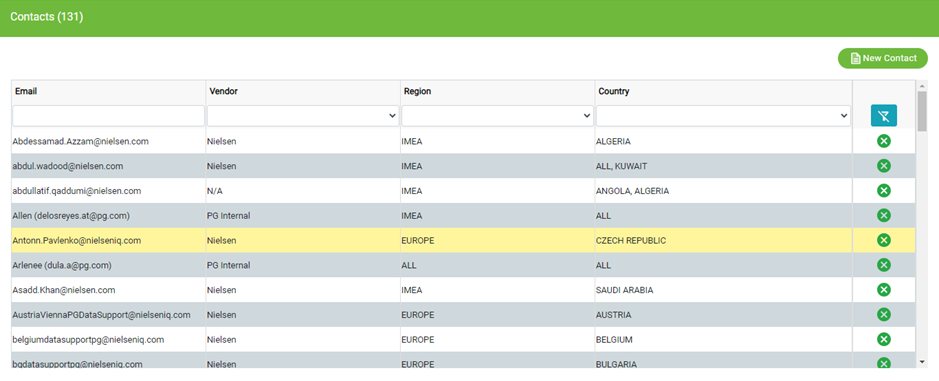 Contacts (131)
New Contact
Email Vendor Region Country
Abdessamad.Azzam@nielsen.com Nielsen IMEA ALGERIA
abdul.wadood@nielsen.com Nielsen IMEA ALL, KUWAIT
abdullatif.qaddumi@nielsen.com N/A IMEA ANGOLA, ALGERIA
Allen (delosreyes.at@pg.com) PG Internal IMEA ALL
Antonn.Pavlenko@nielseniq.com Nielsen EUROPE CZECH REPUBLIC
Arlenee (dula.a@pg.com) PG Internal ALL ALL
Asadd.Khan@nielsen.com Nielsen IMEA SAUDI ARABIA
AustriaViennaPGDataSupport@nielseniq.com Nielsen EUROPE AUSTRIA
belgiumdatasupportpg@nielseniq.com Nielsen EUROPE BELGIUM
bgdatasupportpg@nielseniq.com Nielsen EUROPE BULGARIA